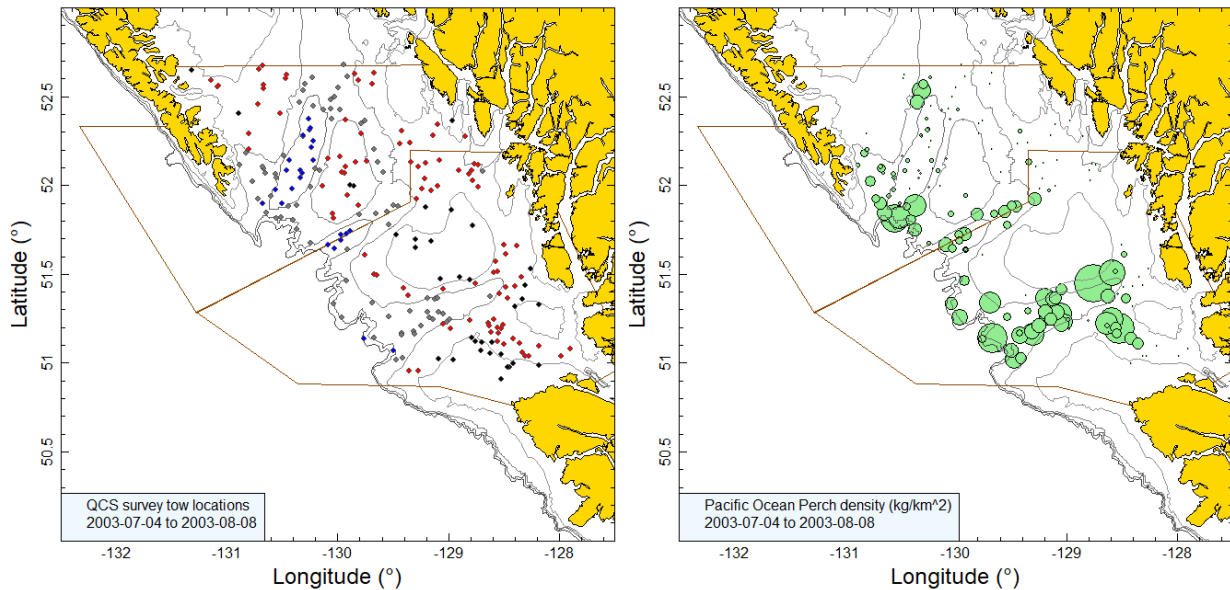 52.5
52
51.5
51
50.5
Latitude (°)
QCS survey tow locations
2003-07-04 to 2003-08-08
-132
-131
-130
-129
-128
Longitude (°)
52.5
52
51.5
51
50.5
Latitude (°)
Pacific Ocean Perch density (kg/km^2)
2003-07-04 to 2003-08-08
-132
-131
-130
-129
-128
Longitude (°)